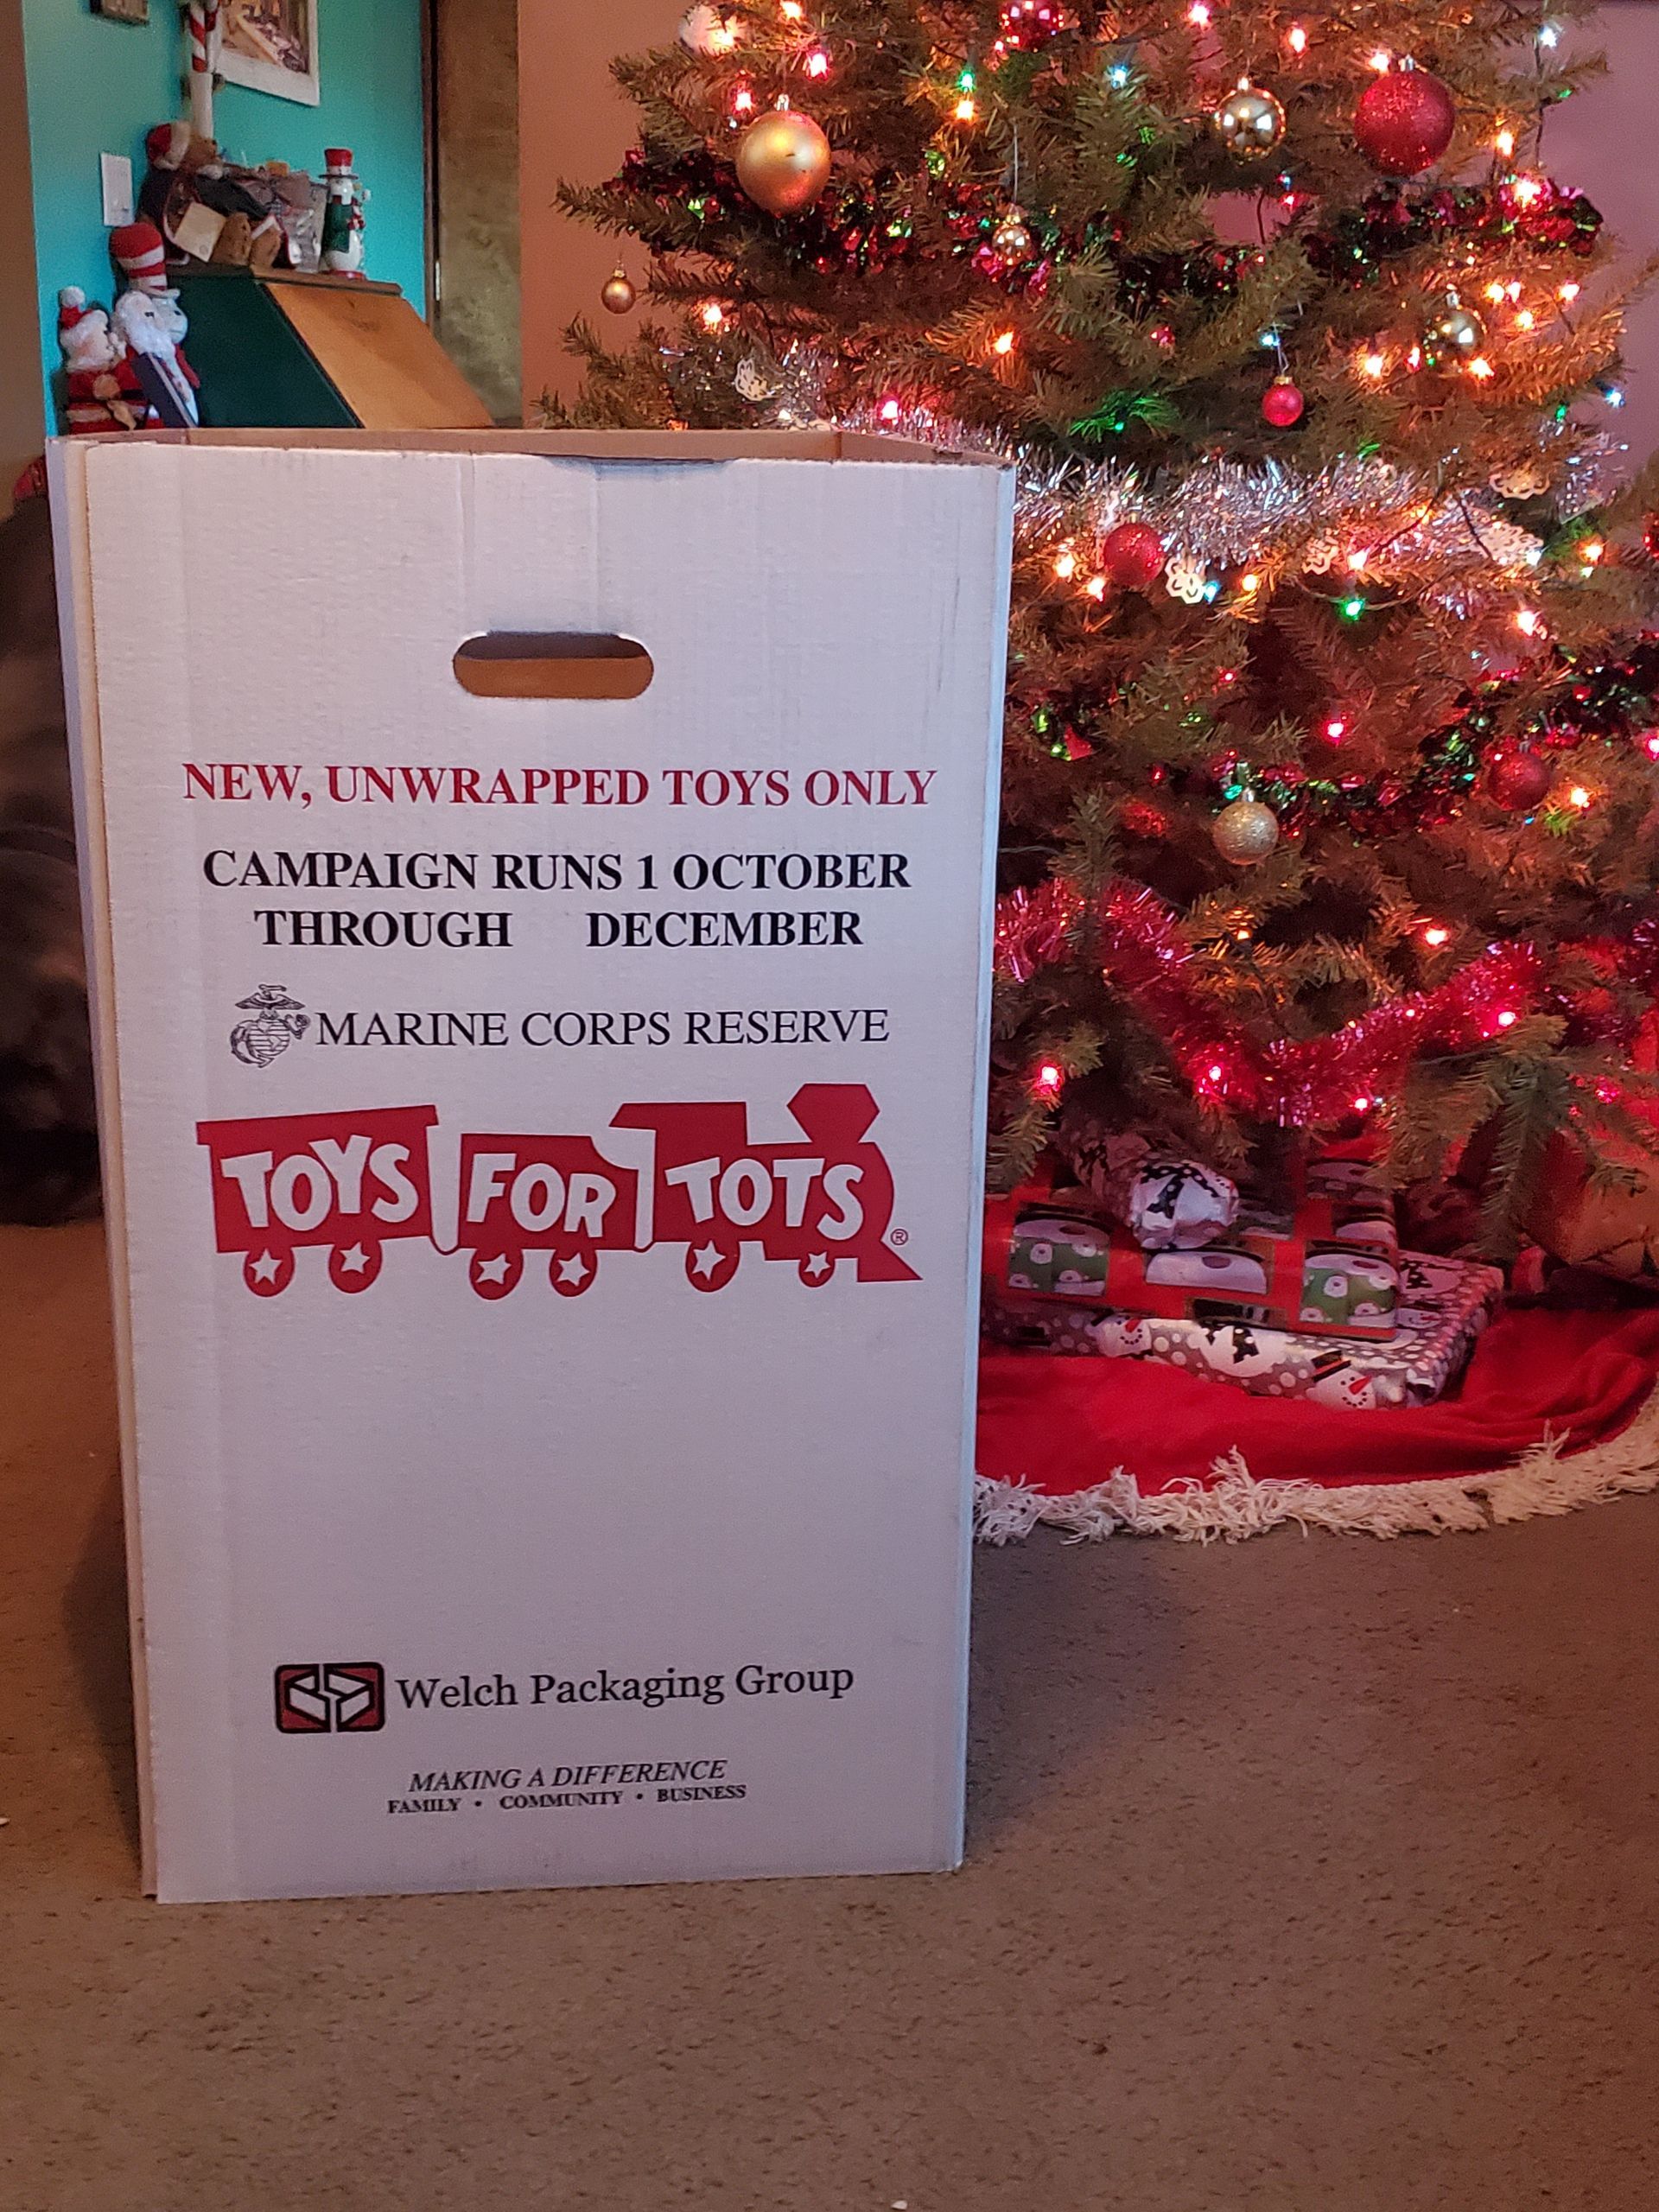 NEW, UNWRAPPED TOYS ONLY
CAMPAIGN RUNS 1 OCTOBER
THROUGH DECEMBER
MARINE CORPS RESERVE
TOYS FOR TOTS ®
Welch Packaging Group
MAKING A DIFFERENCE
FAMILY • COMMUNITY • BUSINESS